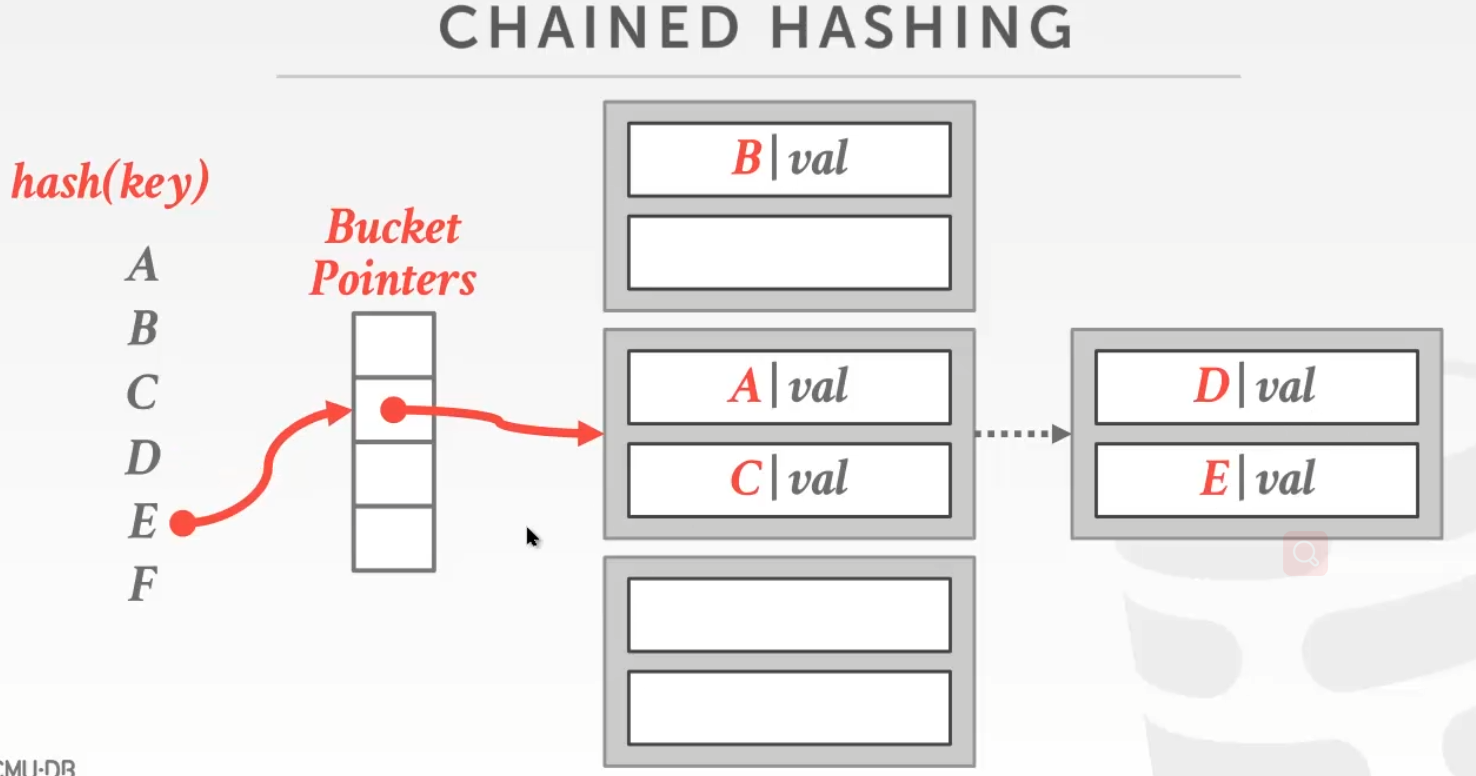 CHAINED HASHING
hash(key)
A
B
C
D
E
F
Bucket
Pointers
B|val
A|val
C|val
D|val
E|val
CMU·DB